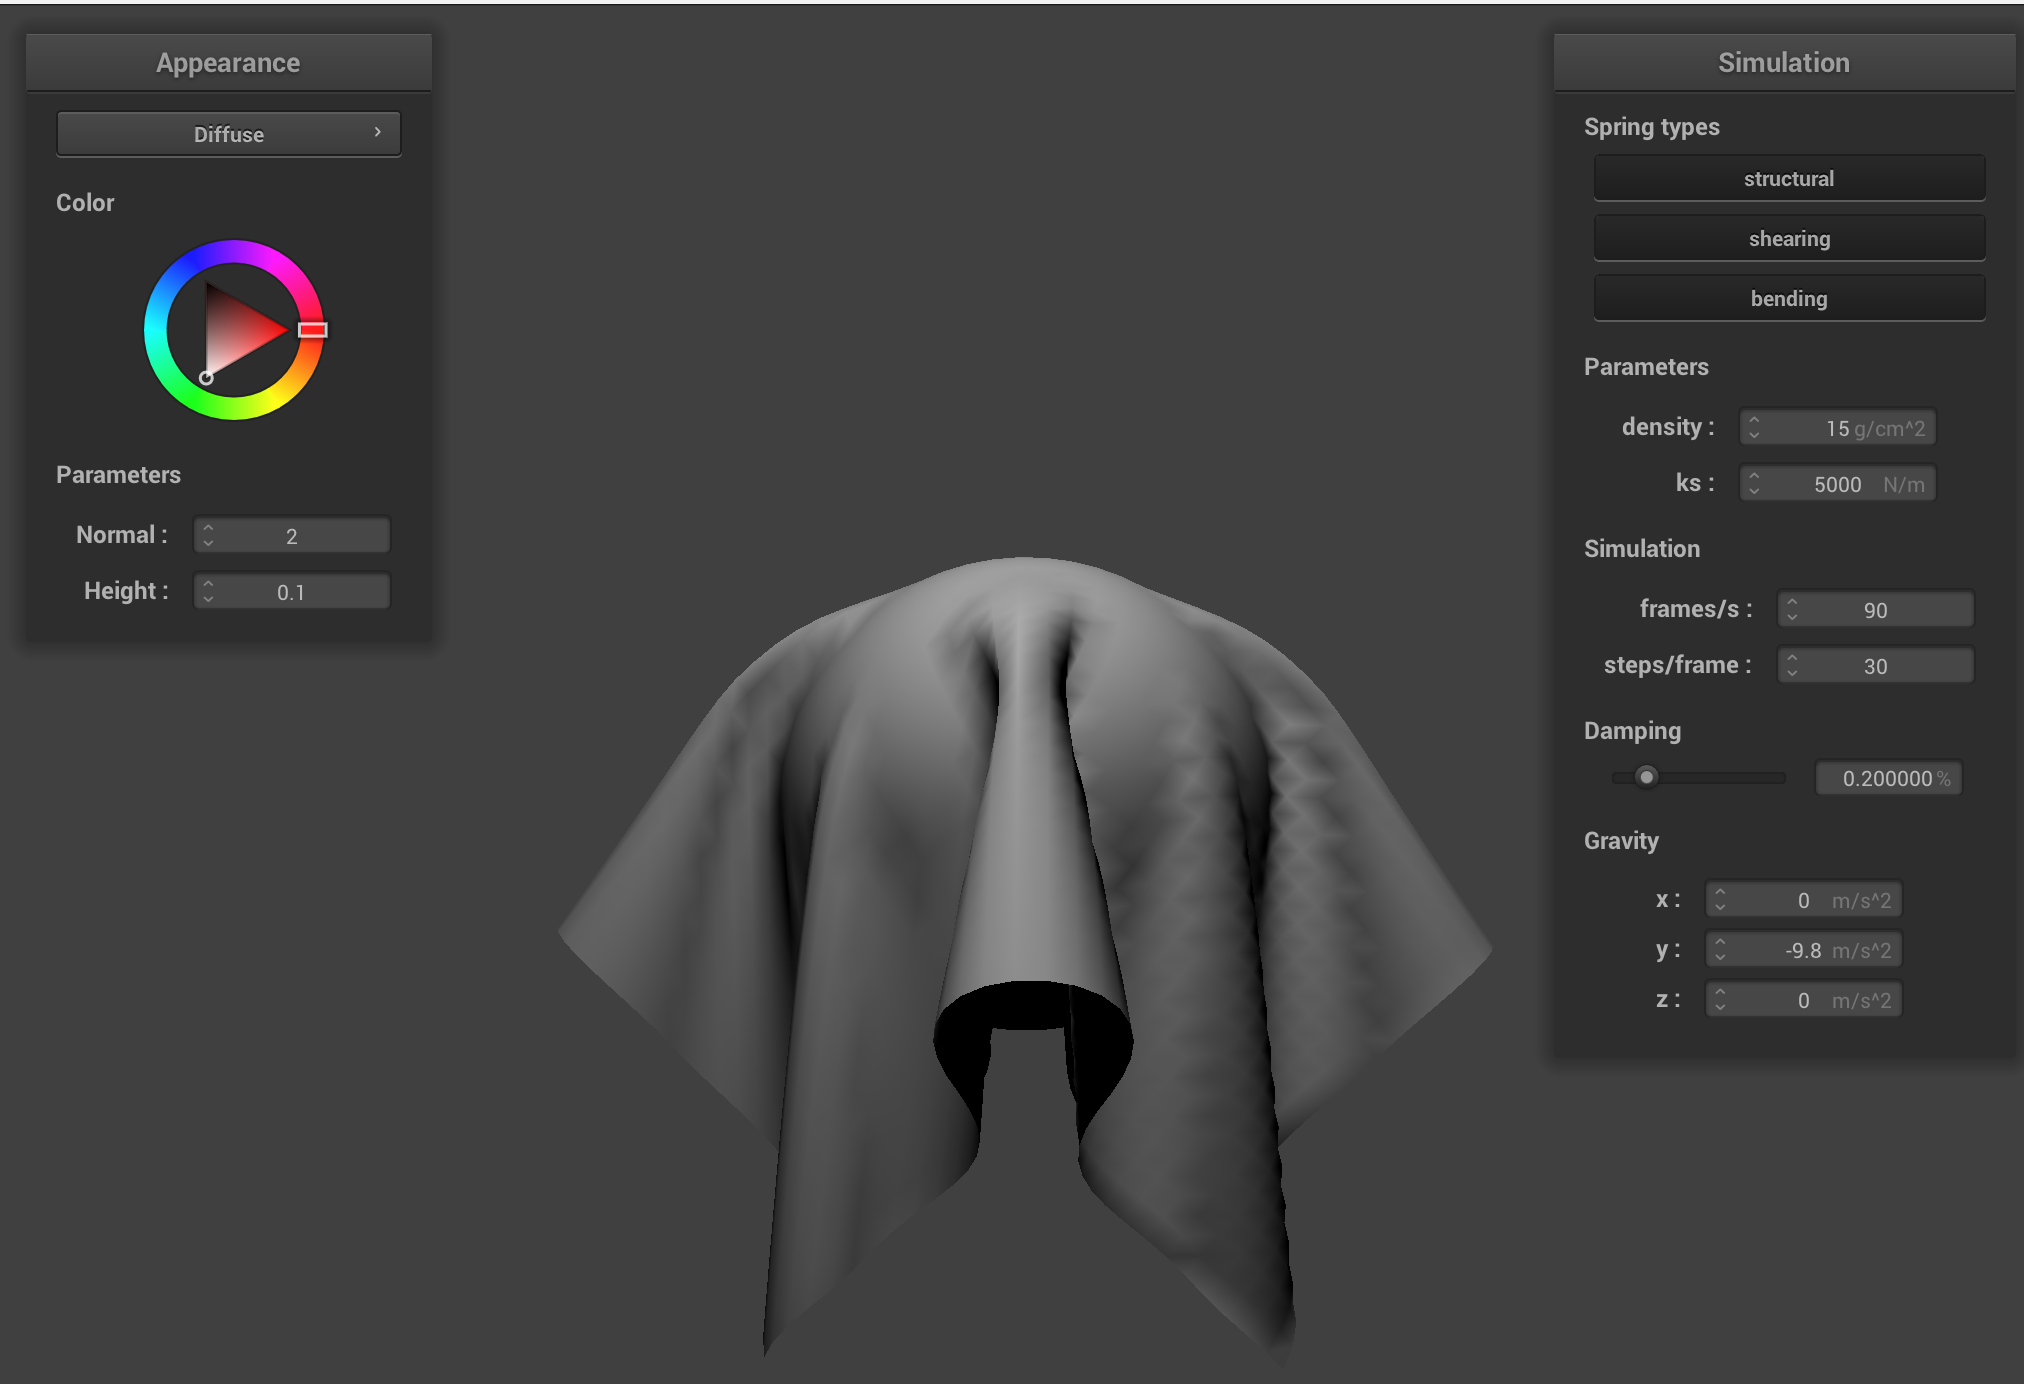 Appearance
Diffuse
Color
Parameters
Normal : 2
Height : 0.1
Simulation
Spring types
structural
shearing
bending
Parameters
density : 15 g/cm^2
ks : 5000 N/m
Simulation
frames/s : 90
steps/frame : 30
Damping
0.200000 %
Gravity
x : 0 m/s^2
y : -9.8 m/s^2
z : 0 m/s^2